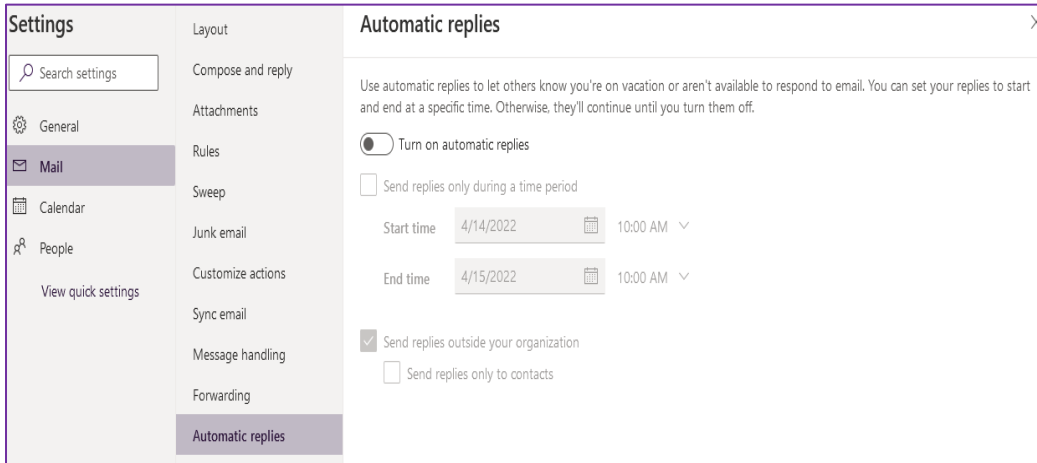 Settings
Search settings
General
Mail
Calendar
People
View quick settings
Layout
Compose and reply
Attachments
Rules
Sweep
Junk email
Customize actions
Sync email
Message handling
Forwarding
Automatic replies
Automatic replies
Use automatic replies to let others know you're on vacation or aren't available to respond to email. You can set your replies to start
and end at a specific time. Otherwise, they'll continue until you turn them off.
Turn on automatic replies
Send replies only during a time period
Start time 4/14/2022 10:00 AM
End time 4/15/2022 10:00 AM
Send replies outside your organization
Send replies only to contacts